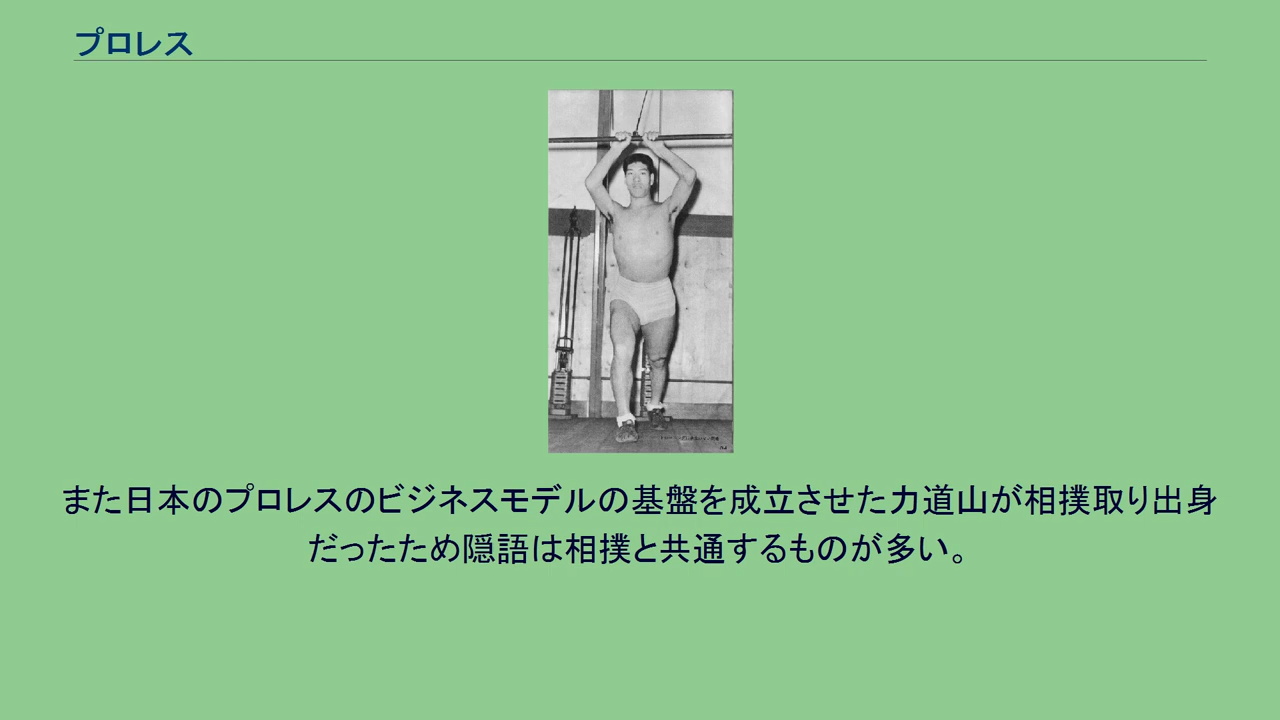 プロレス
また日本のプロレスのビジネスモデルの基盤を成立させた力道山が相撲取り出身
だったため隠語は相撲と共通するものが多い。